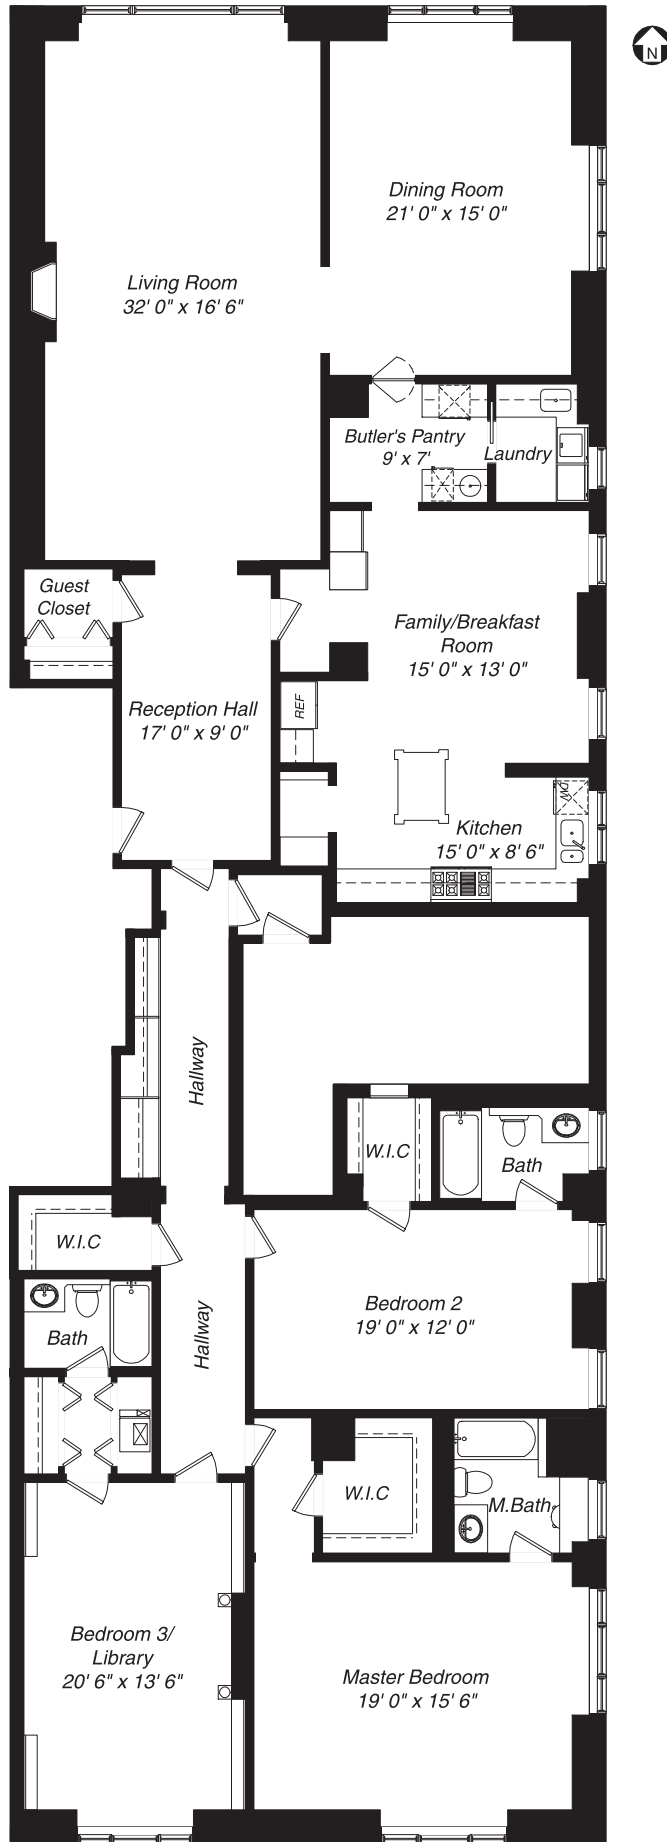 N
Dining Room
21' 0" x 15' 0"
Living Room
32' 0" x 16' 6"
Butler's Pantry
9' x 7'
Laundry
Guest
Closet
Family/Breakfast
Room
15' 0" x 13' 0"
REF
Reception Hall
17' 0" x 9' 0"
DW
Kitchen
15' 0" x 8' 6"
Hallway
W.I.C
Bath
W.I.C
Bedroom 2
19' 0" x 12' 0"
Hallway
Bath
W.I.C
M.Bath
Bedroom 3/
Library
20' 6" x 13' 6"
Master Bedroom
19' 0" x 15' 6"